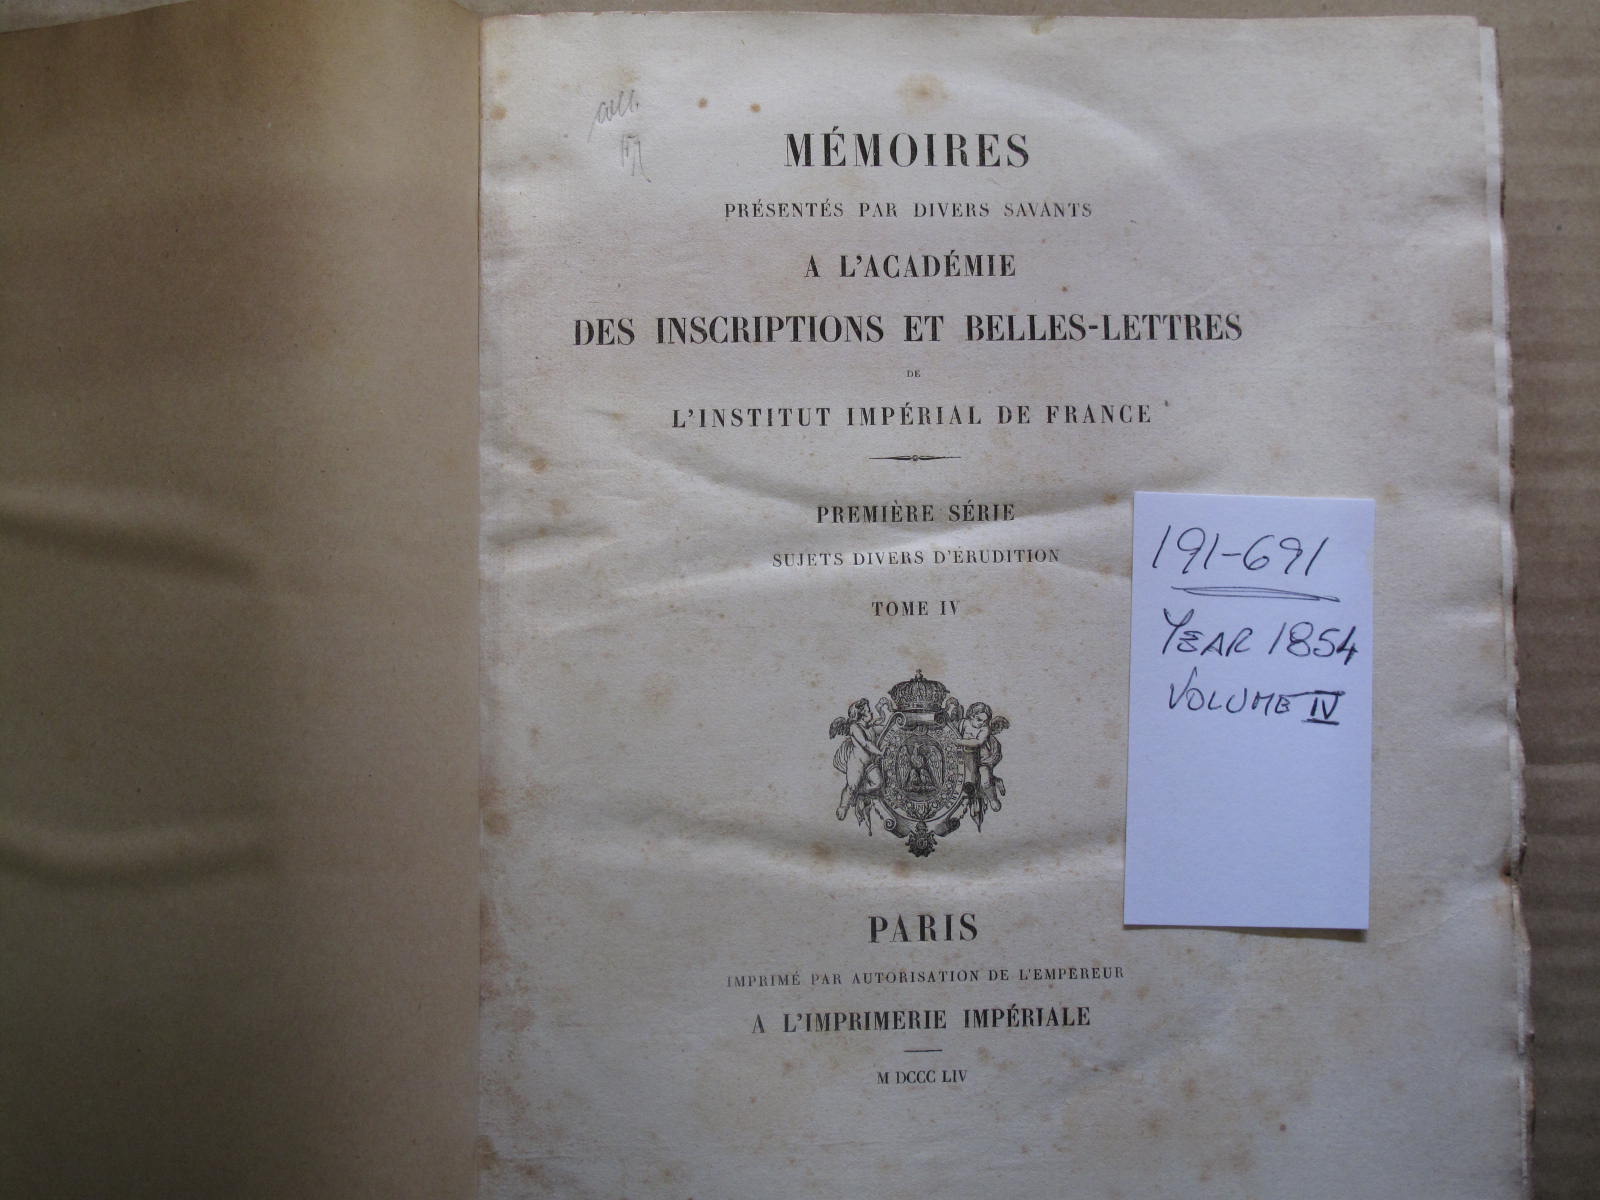 MÉMOIRES
PRÉSENTÉS PAR DIVERS SAVANTS
A L'ACADÉMIE
DES INSCRIPTIONS ET BELLES-LETTRES
DE
L'INSTITUT IMPÉRIAL DE FRANCE
PREMIÈRE SÉRIE
SUJETS DIVERS D'ÉRUDITION
TOME IV
PARIS
IMPRIMÉ PAR AUTORISATION DE L'EMPEREUR
A L'IMPRIMERIE IMPÉRIALE
M DCCC LIV
191-691
YEAR 1854
VOLUME IV